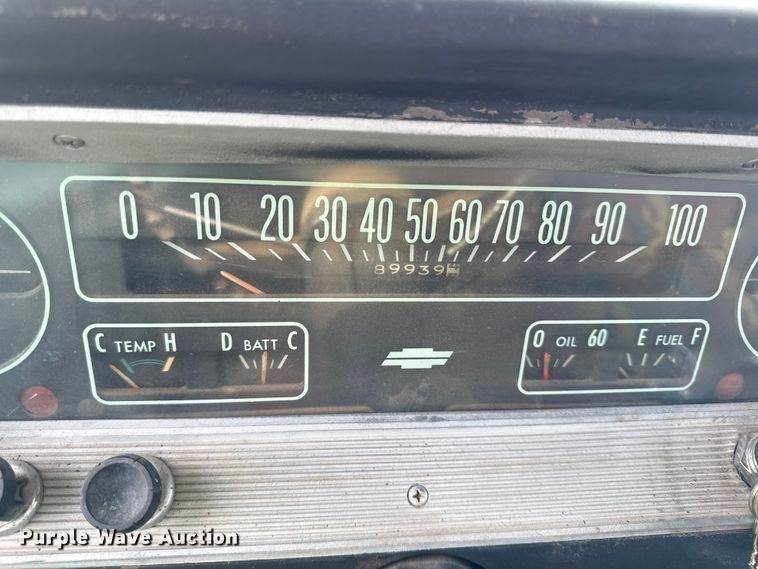 0 10 20 30 40 50 60 70 80 90 100
89939
C TEMP H D BATT C
0 OIL 60 E FUEL F
Purple Wave Auction